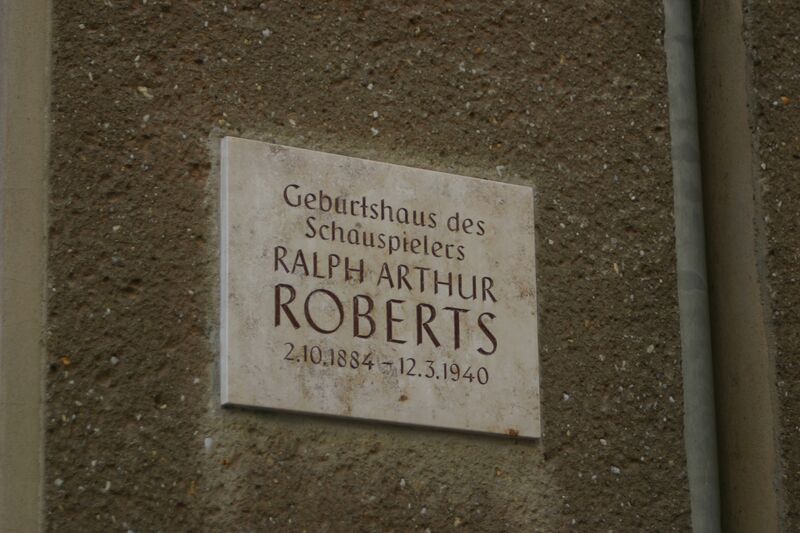 Geburtshaus des
Schauspielers
RALPH ARTHUR
ROBERTS
2.10.1884 – 12.3.1940